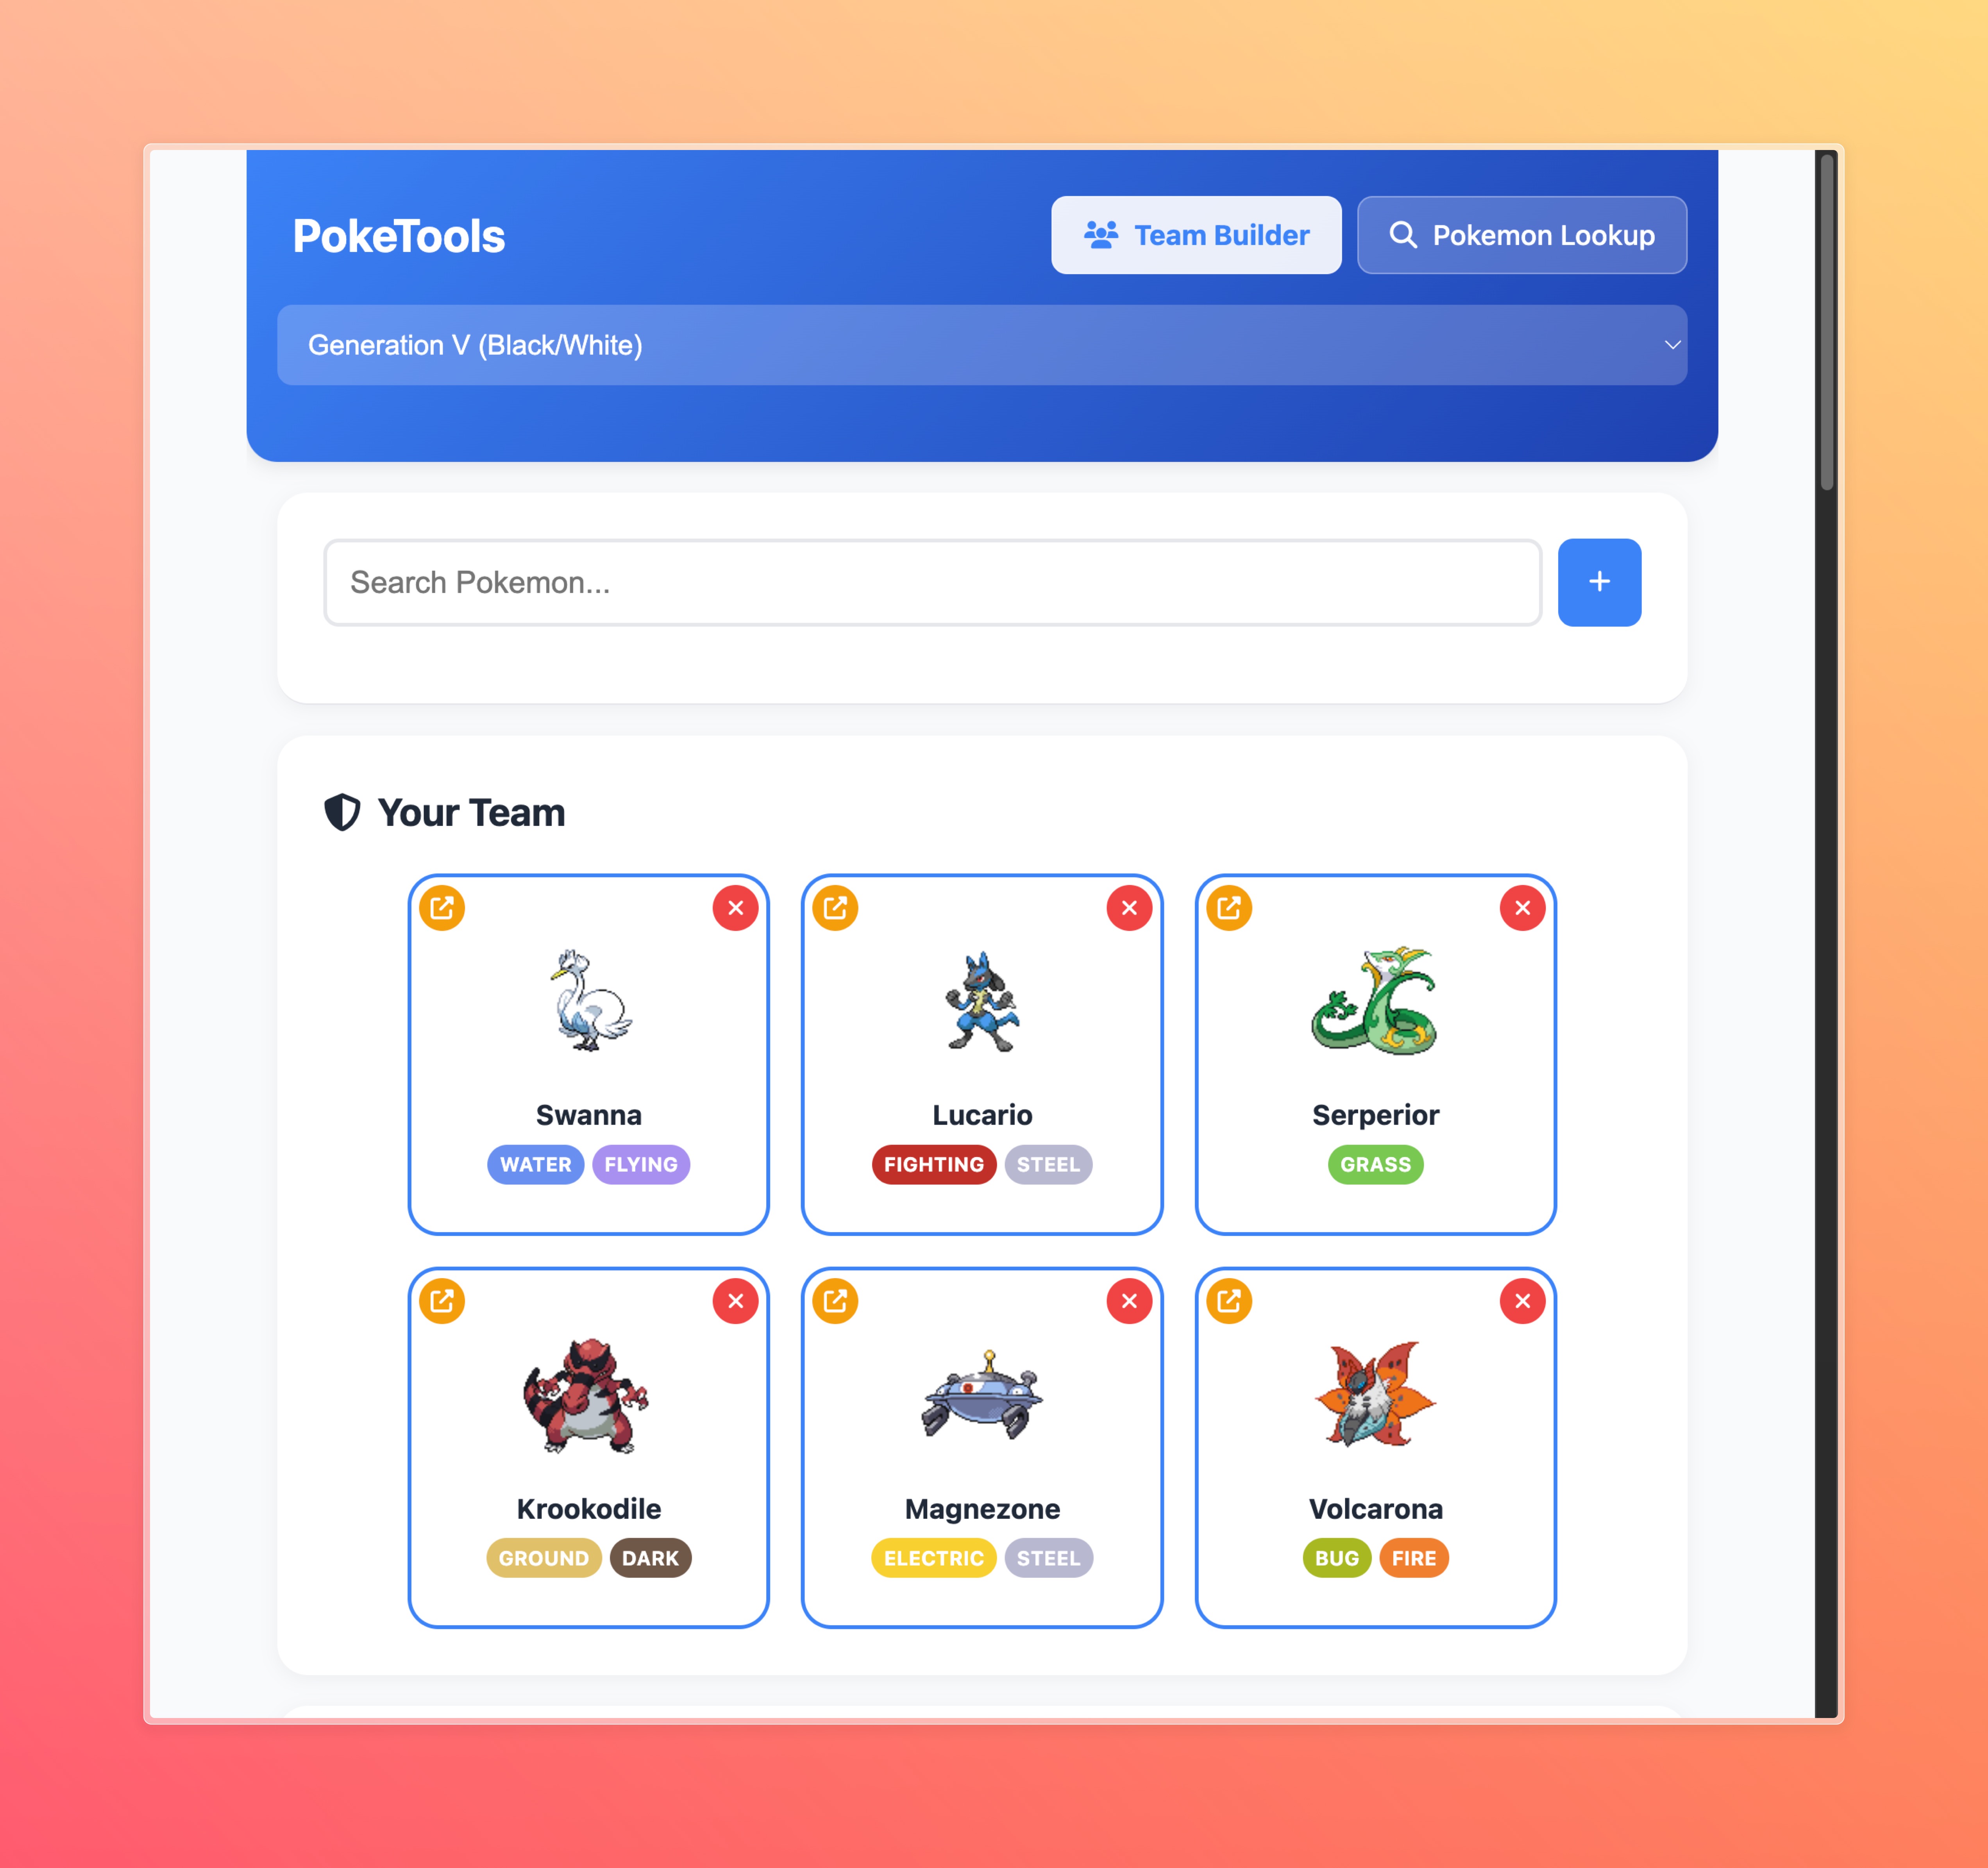 PokeTools
Team Builder
Pokemon Lookup
Generation V (Black/White)
Search Pokemon...
+
Your Team
Swanna
WATER FLYING
Lucario
FIGHTING STEEL
Serperior
GRASS
Krookodile
GROUND DARK
Magnezone
ELECTRIC STEEL
Volcarona
BUG FIRE